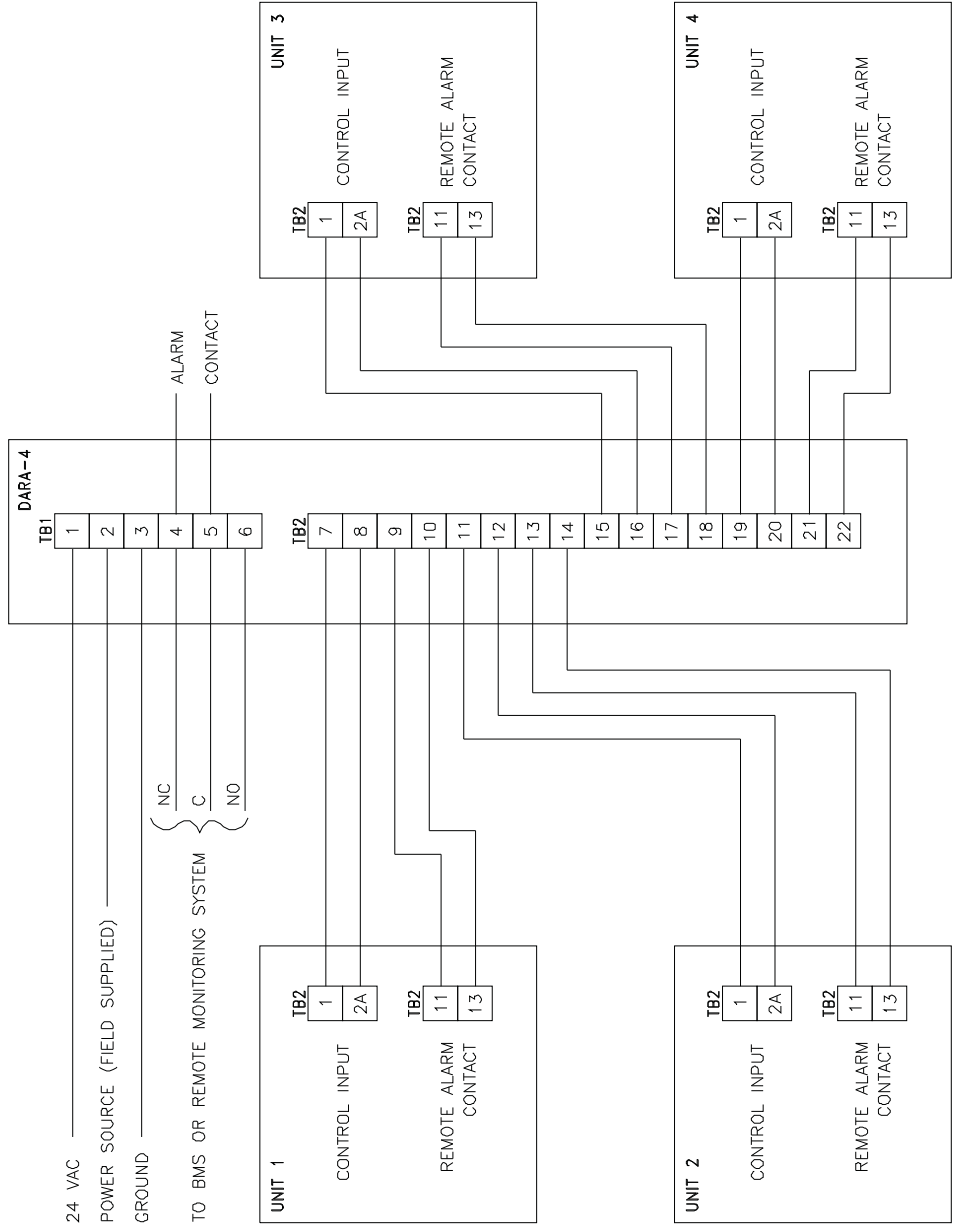 24 VAC
POWER SOURCE (FIELD SUPPLIED)
GROUND
NC
C
NO
TO BMS OR REMOTE MONITORING SYSTEM
DARA-4
TB1
1
2
3
4
5
6
ALARM
CONTACT
TB2
7
8
9
10
11
12
13
14
15
16
17
18
19
20
21
22
UNIT 1
CONTROL INPUT
TB2
1
2A
REMOTE ALARM
CONTACT
TB2
11
13
UNIT 2
CONTROL INPUT
TB2
1
2A
REMOTE ALARM
CONTACT
TB2
11
13
UNIT 3
TB2
1
2A
CONTROL INPUT
TB2
11
13
REMOTE ALARM
CONTACT
UNIT 4
TB2
1
2A
CONTROL INPUT
TB2
11
13
REMOTE ALARM
CONTACT